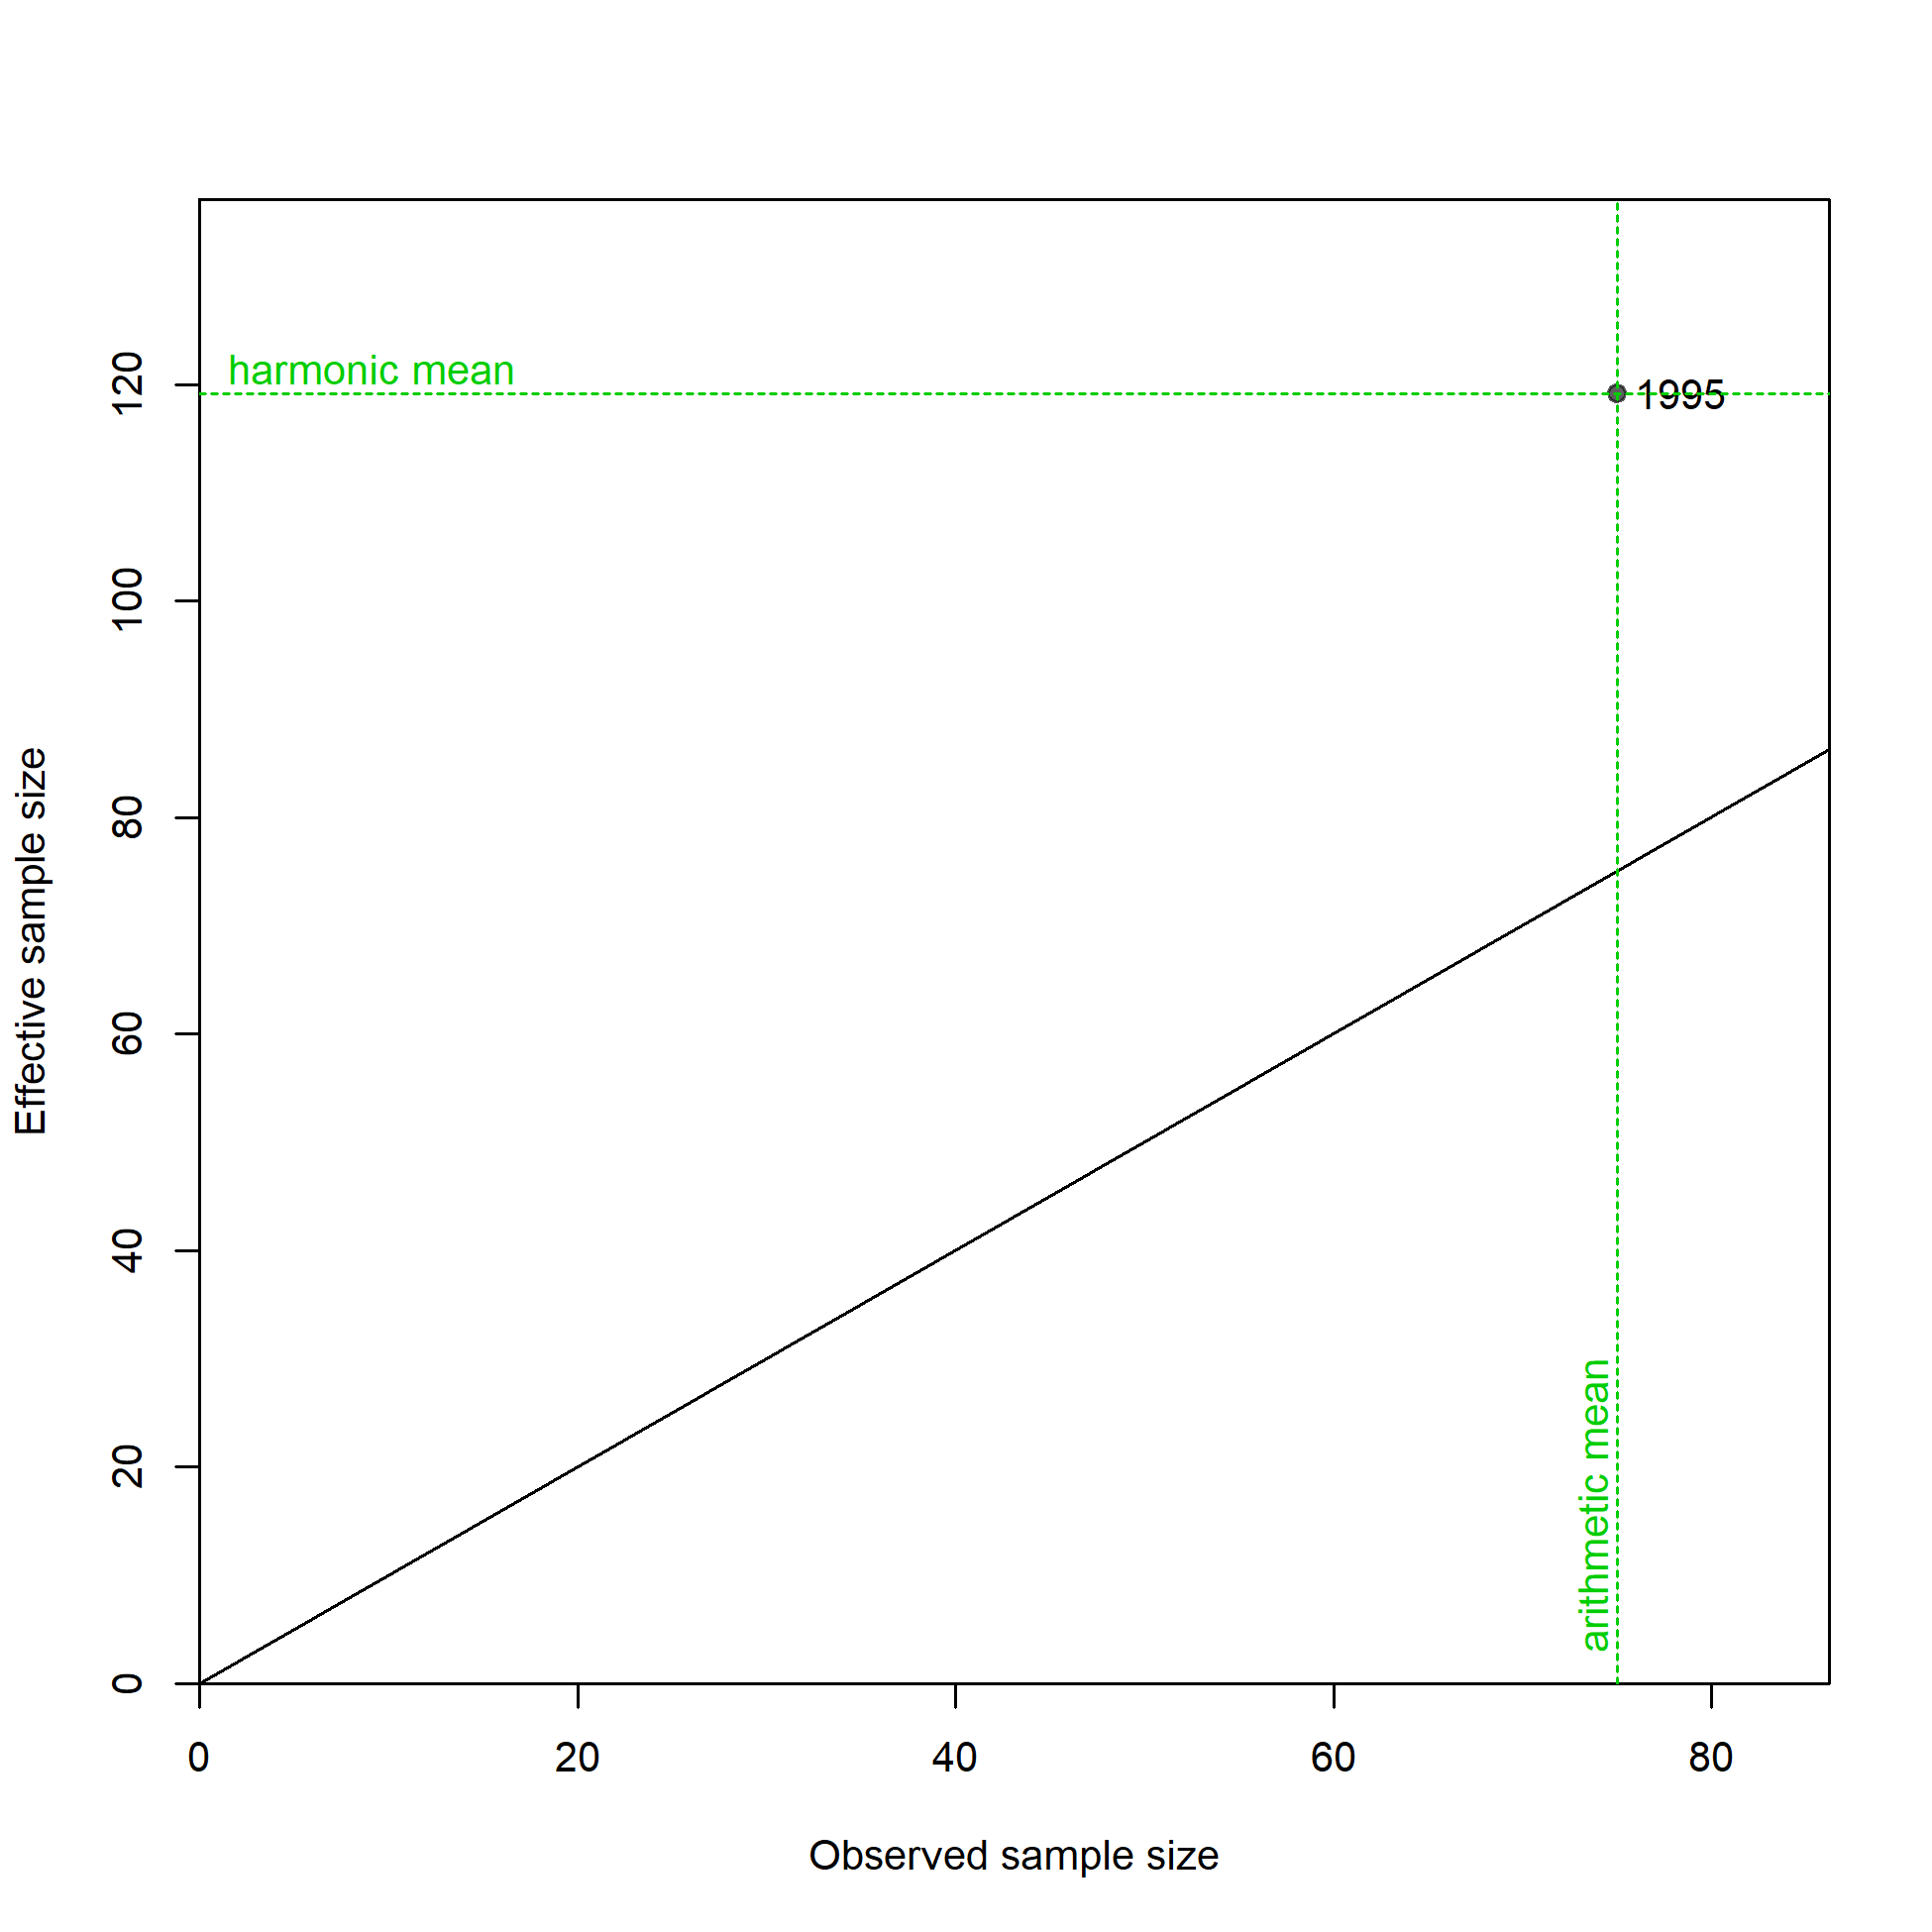 harmonic mean
1995
120
100
80
60
40
20
0
Effective sample size
arithmetic mean
0 20 40 60 80
Observed sample size